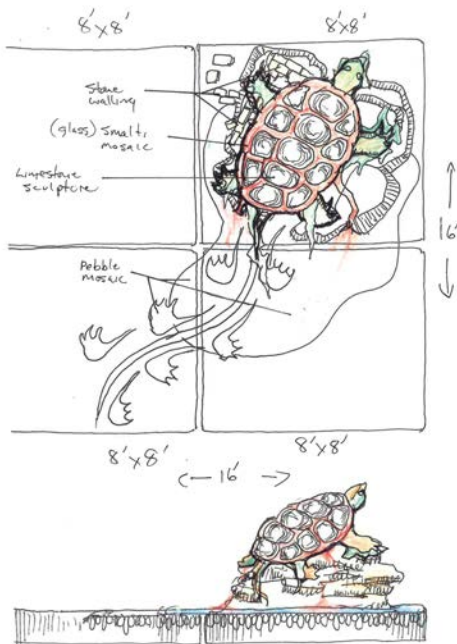 8'x8'
8'x8'
Stone
walling
(glass) Smalti
mosaic
Limestone
sculpture
16'
Pebble
mosaic
8'x8'
8'x8'
16'